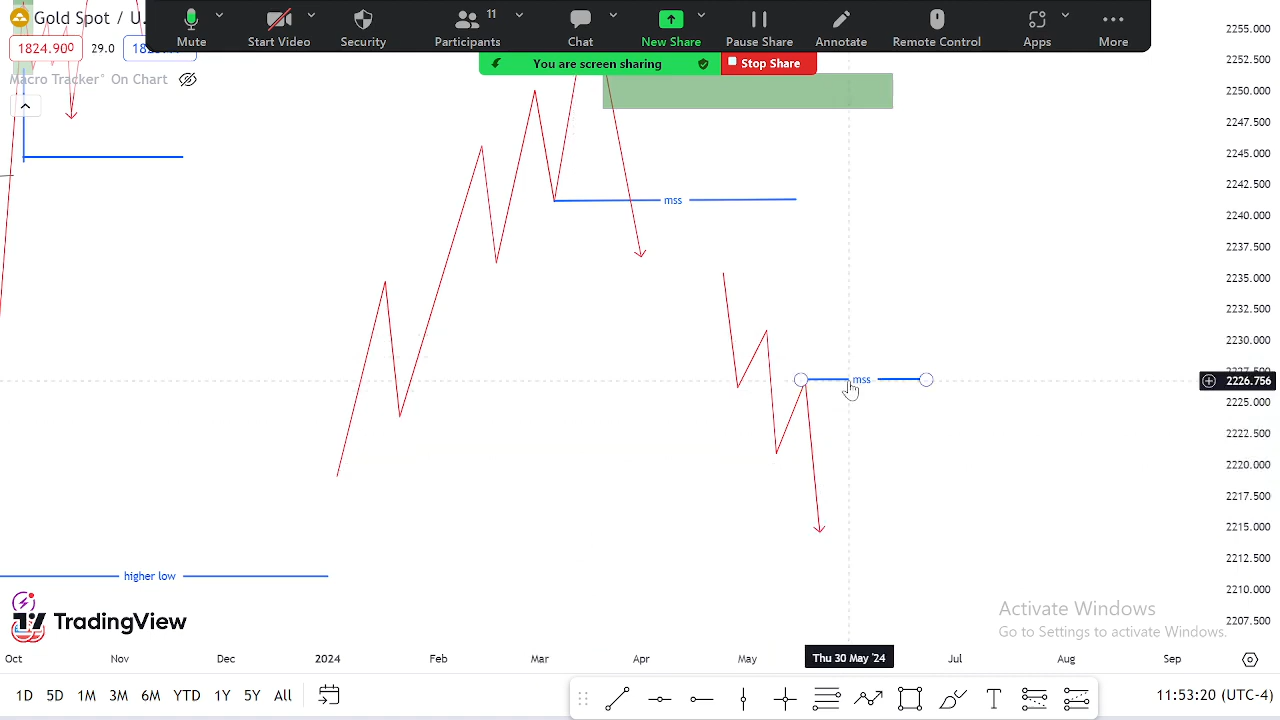 Gold Spot / U.
Mute
Start Video
Security
Participants
11
Chat
New Share
Pause Share
Annotate
Remote Control
Apps
More
You are screen sharing
Stop Share
1824.900
29.0
Macro Tracker° On Chart
mss
mss
higher low
TradingView
2255.000
2252.500
2250.000
2247.500
2245.000
2242.500
2240.000
2237.500
2235.000
2232.500
2230.000
2226.756
2225.000
2222.500
2220.000
2217.500
2215.000
2212.500
2210.000
2207.500
Activate Windows
Go to Settings to activate Windows.
Oct
Nov
Dec
2024
Feb
Mar
Apr
May
Thu 30 May '24
Jul
Aug
Sep
1D
5D
1M
3M
6M
YTD
1Y
5Y
All
11:53:20 (UTC-4)